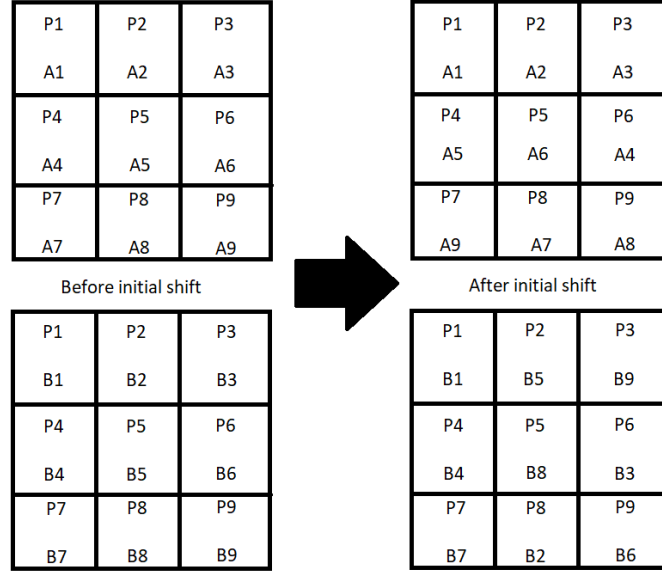 P1 P2 P3
A1 A2 A3
P4 P5 P6
A4 A5 A6
P7 P8 P9
A7 A8 A9
Before initial shift
P1 P2 P3
B1 B2 B3
P4 P5 P6
B4 B5 B6
P7 P8 P9
B7 B8 B9
P1 P2 P3
A1 A2 A3
P4 P5 P6
A5 A6 A4
P7 P8 P9
A9 A7 A8
After initial shift
P1 P2 P3
B1 B5 B9
P4 P5 P6
B4 B8 B3
P7 P8 P9
B7 B2 B6